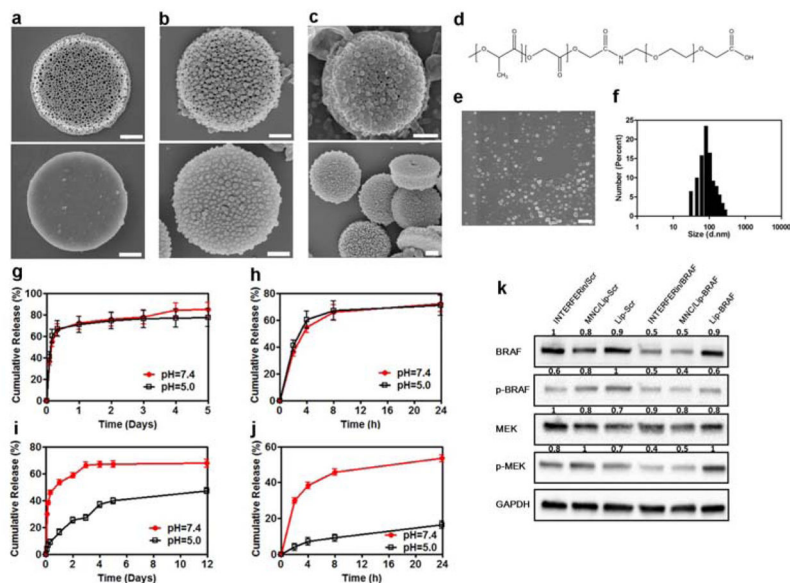 a b c d
CH₃ O O O O O N H O O O OH
e f
Number (Percent)
25
20
15
10
5
0
1 10 100 1000 10000
Size (d.nm)
g h
Cumulative Release (%)
100
80
60
40
20
0
pH=7.4
pH=5.0
0 1 2 3 4 5
Time (Days)
Cumulative Release (%)
100
80
60
40
20
0
pH=7.4
pH=5.0
0 4 8 12 16 20 24
Time (h)
i j
Cumulative Release (%)
80
60
40
20
0
pH=7.4
pH=5.0
0 2 4 6 8 10 12
Time (Days)
Cumulative Release (%)
60
40
20
0
pH=7.4
pH=5.0
0 4 8 12 16 20 24
Time (h)
k
INTERFERin/Scr MNC/Lip-Scr Lip-Scr INTERFERin/BRAF MNC/Lip-BRAF Lip-BRAF
1 0.8 0.9 0.5 0.5 0.9
BRAF
0.6 0.8 1 0.5 0.4 0.6
p-BRAF
1 0.8 0.7 0.9 0.8 0.8
MEK
0.8 1 0.7 0.4 0.5 1
p-MEK
GAPDH